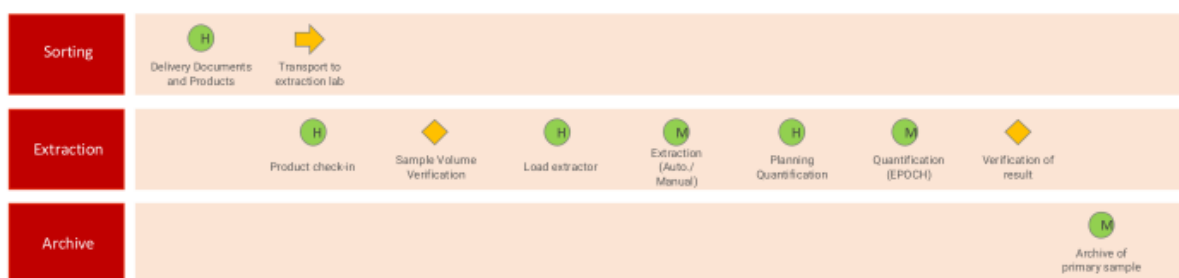 Sorting
H
Delivery Documents
and Products
Transport to
extraction lab
Extraction
H
Product check-in
Sample Volume
Verification
H
Load extractor
M
Extraction
(Auto./
Manual)
H
Planning
Quantification
M
Quantification
(EPOCH)
Verification of
result
Archive
M
Archive of
primary sample